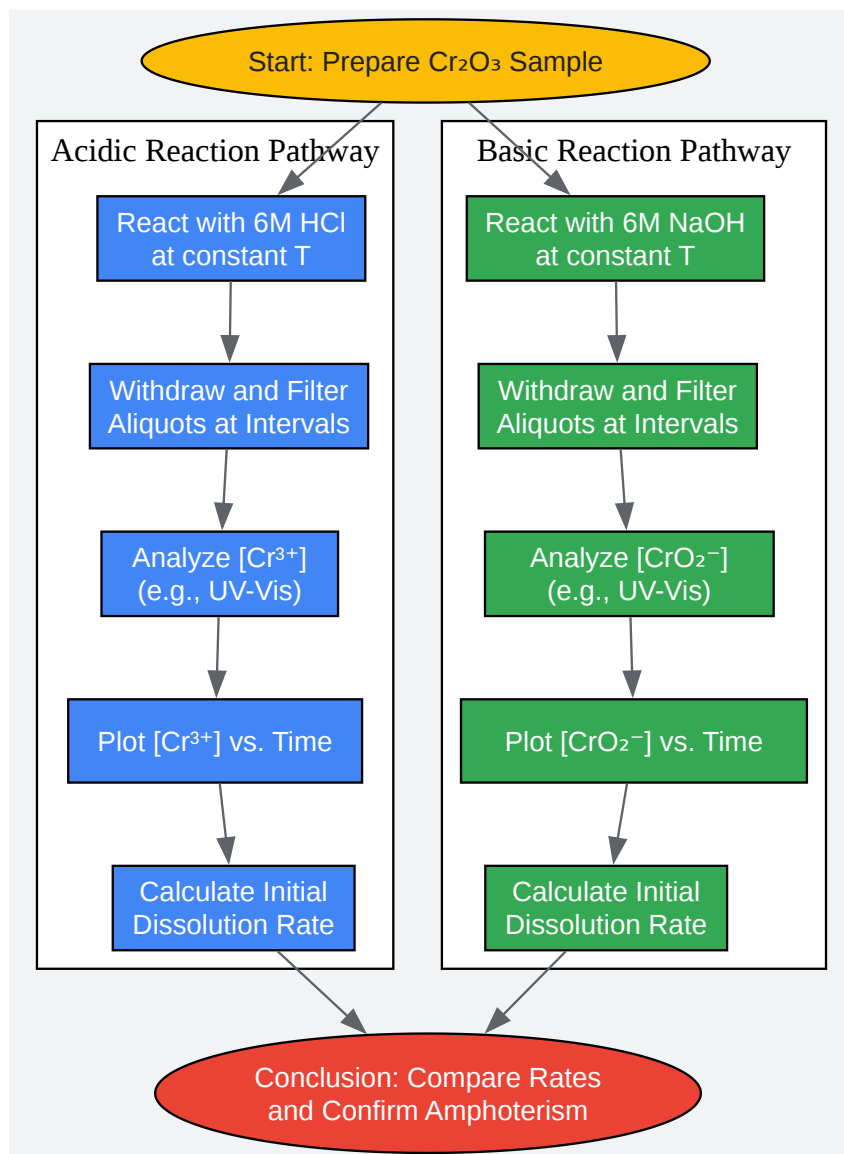 Start: Prepare Cr₂O₃ Sample
Acidic Reaction Pathway
React with 6M HCl
at constant T
Withdraw and Filter
Aliquots at Intervals
Analyze [Cr³⁺]
(e.g., UV-Vis)
Plot [Cr³⁺] vs. Time
Calculate Initial
Dissolution Rate
Basic Reaction Pathway
React with 6M NaOH
at constant T
Withdraw and Filter
Aliquots at Intervals
Analyze [CrO₂⁻]
(e.g., UV-Vis)
Plot [CrO₂⁻] vs. Time
Calculate Initial
Dissolution Rate
Conclusion: Compare Rates
and Confirm Amphoterism